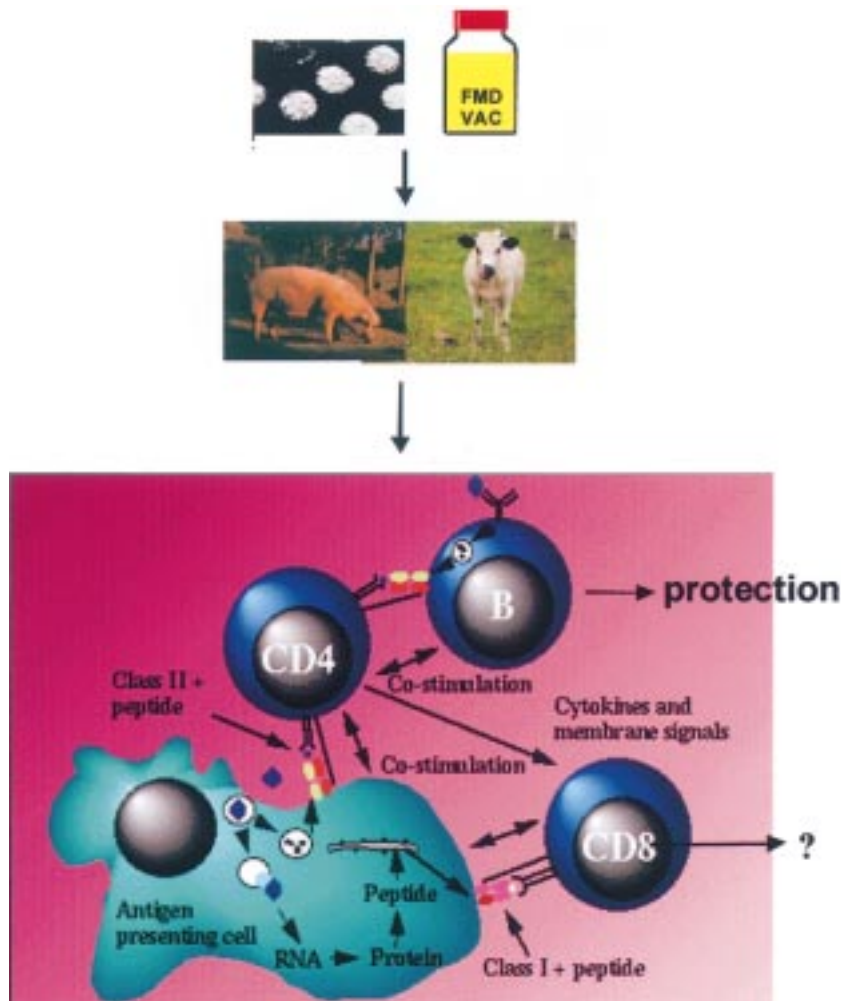 FMD
VAC
B
protection
CD4
Class II +
peptide
Co-stimulation
Cytokines and
membrane signals
Co-stimulation
CD8
?
Antigen
presenting cell
Peptide
RNA
Protein
Class I + peptide